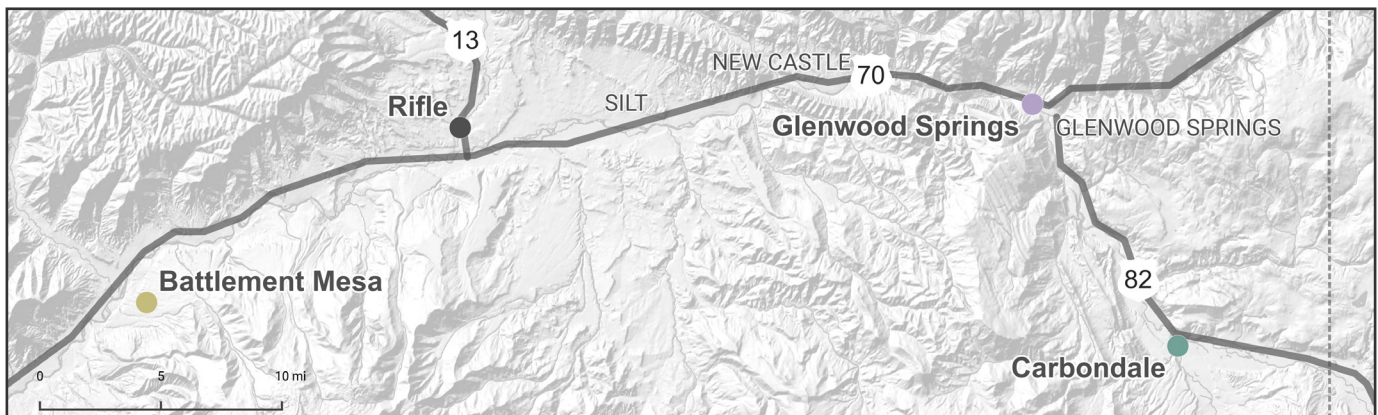 13
NEW CASTLE
70
Rifle
SILT
Glenwood Springs
GLENWOOD SPRINGS
Battlement Mesa
82
Carbondale
0 5 10 mi